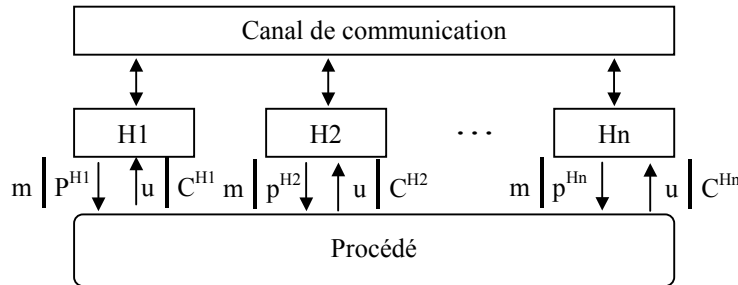 Canal de communication
H1 H2 ... Hn
m | P^H1 u | C^H1 m | p^H2 u | C^H2 m | p^Hn u | C^Hn
Procédé